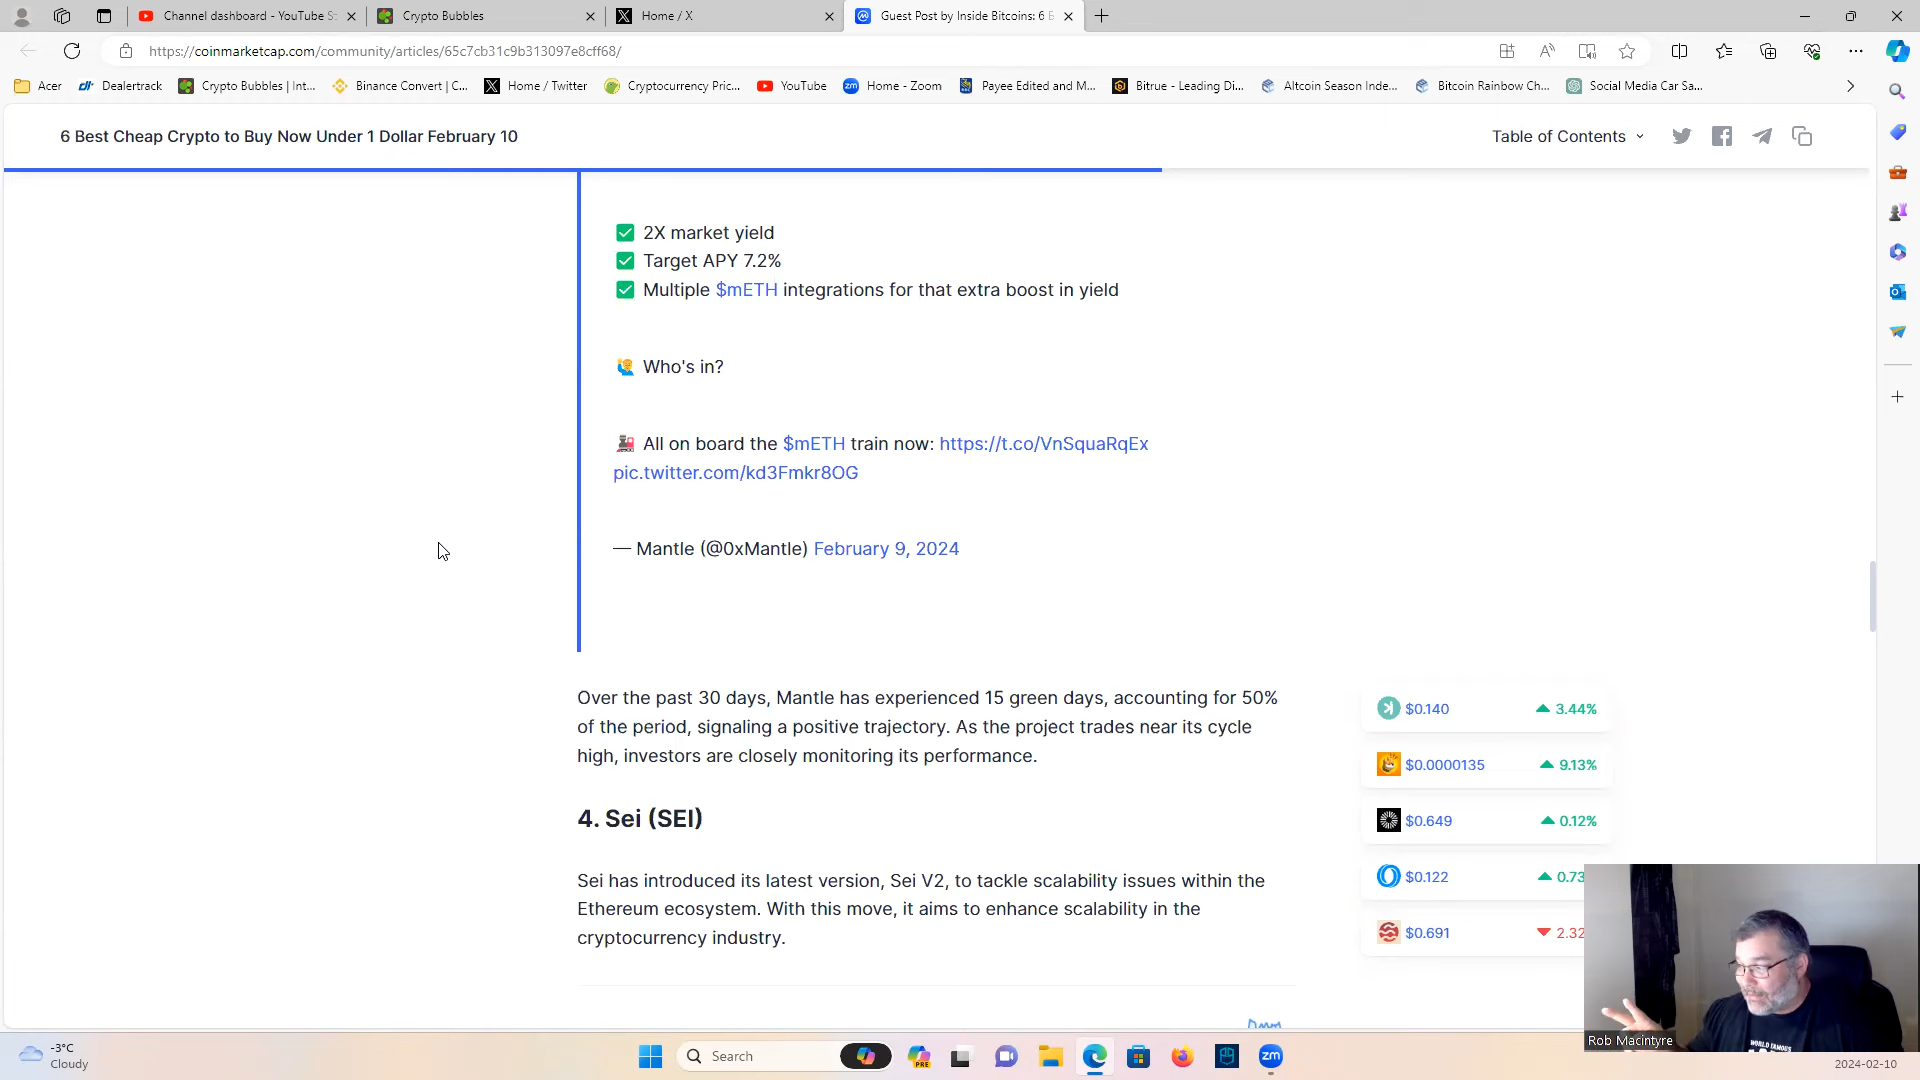 Channel dashboard - YouTube S
Crypto Bubbles
Home / X
Guest Post by Inside Bitcoins: 6 B
https://coinmarketcap.com/community/articles/65c7cb31c9b313097e8cff68/
Acer
Dealertrack
Crypto Bubbles | Int...
Binance Convert | C...
Home / Twitter
Cryptocurrency Pric...
YouTube
Home - Zoom
Payee Edited and M...
Bitrue - Leading Di...
Altcoin Season Inde...
Bitcoin Rainbow Ch...
Social Media Car Sa...
6 Best Cheap Crypto to Buy Now Under 1 Dollar February 10
Table of Contents
2X market yield
Target APY 7.2%
Multiple $mETH integrations for that extra boost in yield
Who's in?
All on board the $mETH train now: https://t.co/VnSquaRqEx
pic.twitter.com/kd3Fmkr8OG
— Mantle (@0xMantle) February 9, 2024
Over the past 30 days, Mantle has experienced 15 green days, accounting for 50%
of the period, signaling a positive trajectory. As the project trades near its cycle
high, investors are closely monitoring its performance.
4. Sei (SEI)
Sei has introduced its latest version, Sei V2, to tackle scalability issues within the
Ethereum ecosystem. With this move, it aims to enhance scalability in the
cryptocurrency industry.
$0.140 3.44%
$0.0000135 9.13%
$0.649 0.12%
$0.122 0.73
$0.691 2.32
WORLD FAMOUS
Rob Macintyre
-3°C
Cloudy
Search
PRE
zm
2024-02-10